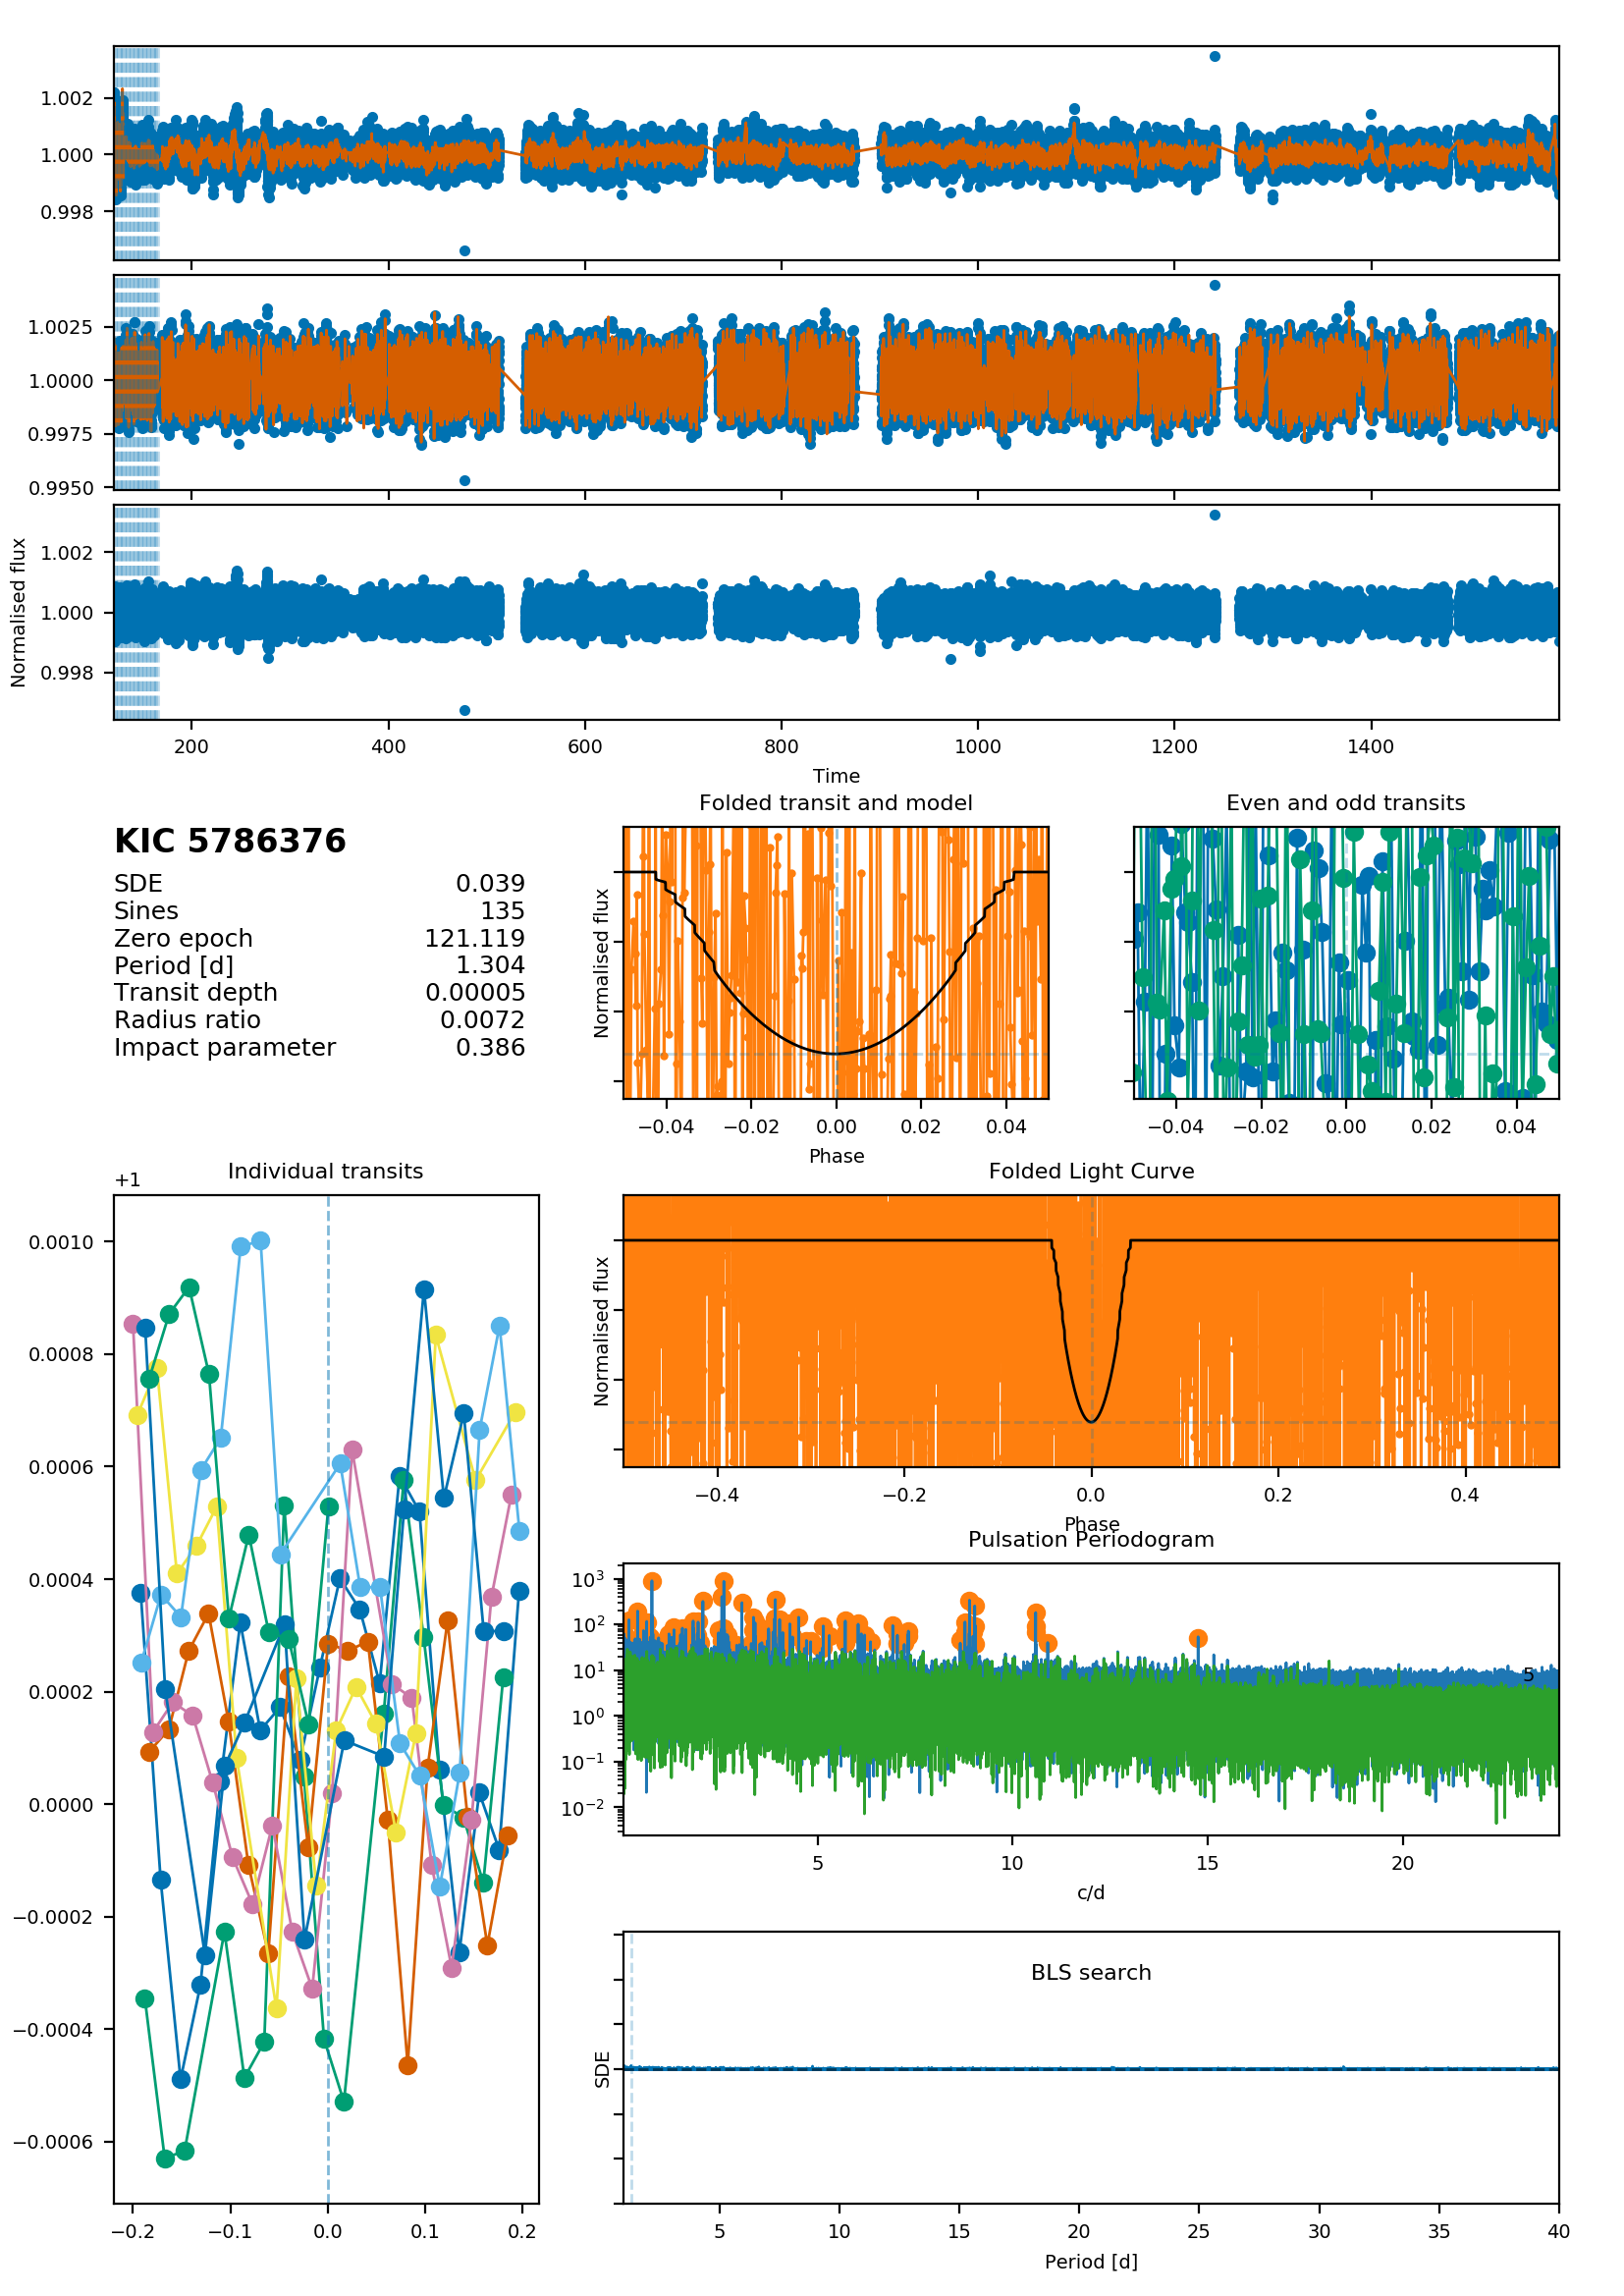 1.002
1.000
0.998
1.0025
1.0000
0.9975
0.9950
Normalised flux
1.002
1.000
0.998
200 400 600 800 1000 1200 1400
Time
KIC 5786376
SDE 0.039
Sines 135
Zero epoch 121.119
Period [d] 1.304
Transit depth 0.00005
Radius ratio 0.0072
Impact parameter 0.386
Folded transit and model
Normalised flux
−0.04 −0.02 0.00 0.02 0.04
Phase
Even and odd transits
−0.04 −0.02 0.00 0.02 0.04
Individual transits
+1
0.0010
0.0008
0.0006
0.0004
0.0002
0.0000
−0.0002
−0.0004
−0.0006
−0.2 −0.1 0.0 0.1 0.2
Folded Light Curve
Normalised flux
−0.4 −0.2 0.0 0.2 0.4
Phase
Pulsation Periodogram
10³
10²
10¹
10⁰
10⁻¹
10⁻²
5
5 10 15 20
c/d
BLS search
SDE
5 10 15 20 25 30 35 40
Period [d]